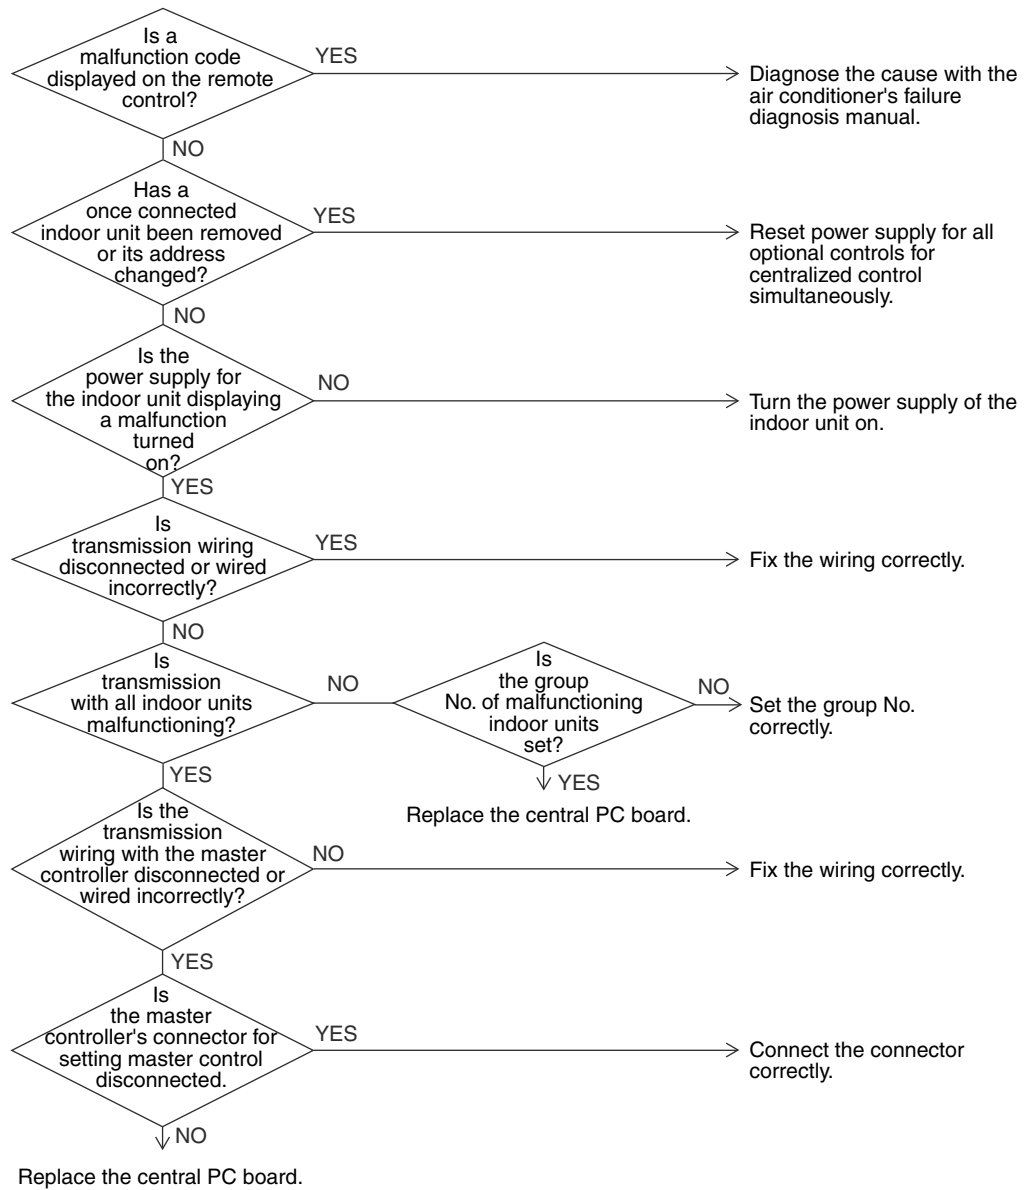 Is a
malfunction code
displayed on the remote
control?
YES
Diagnose the cause with the
air conditioner's failure
diagnosis manual.
NO
Has a
once connected
indoor unit been removed
or its address
changed?
YES
Reset power supply for all
optional controls for
centralized control
simultaneously.
NO
Is the
power supply for
the indoor unit displaying
a malfunction
turned
on?
NO
Turn the power supply of the
indoor unit on.
YES
Is
transmission wiring
disconnected or wired
incorrectly?
YES
Fix the wiring correctly.
NO
Is
transmission
with all indoor units
malfunctioning?
NO
Is
the group
No. of malfunctioning
indoor units
set?
NO
Set the group No.
correctly.
YES
Replace the central PC board.
YES
Is the
transmission
wiring with the master
controller disconnected or
wired incorrectly?
NO
Fix the wiring correctly.
YES
Is
the master
controller's connector for
setting master control
disconnected.
YES
Connect the connector
correctly.
NO
Replace the central PC board.